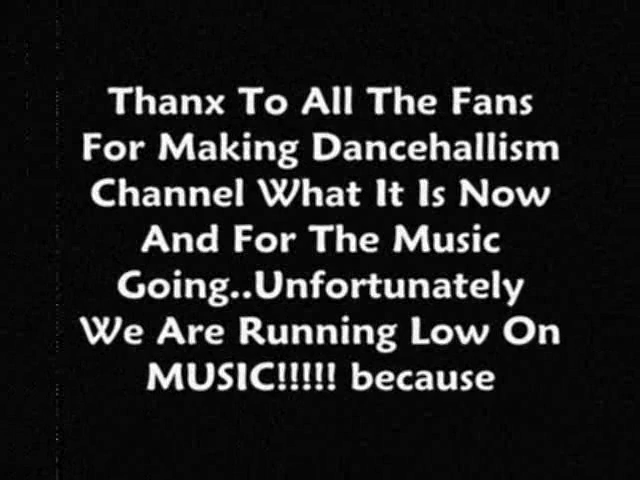 Thanx To All The Fans
For Making Dancehallism
Channel What It Is Now
And For The Music
Going..Unfortunately
We Are Running Low On
MUSIC!!!!! because